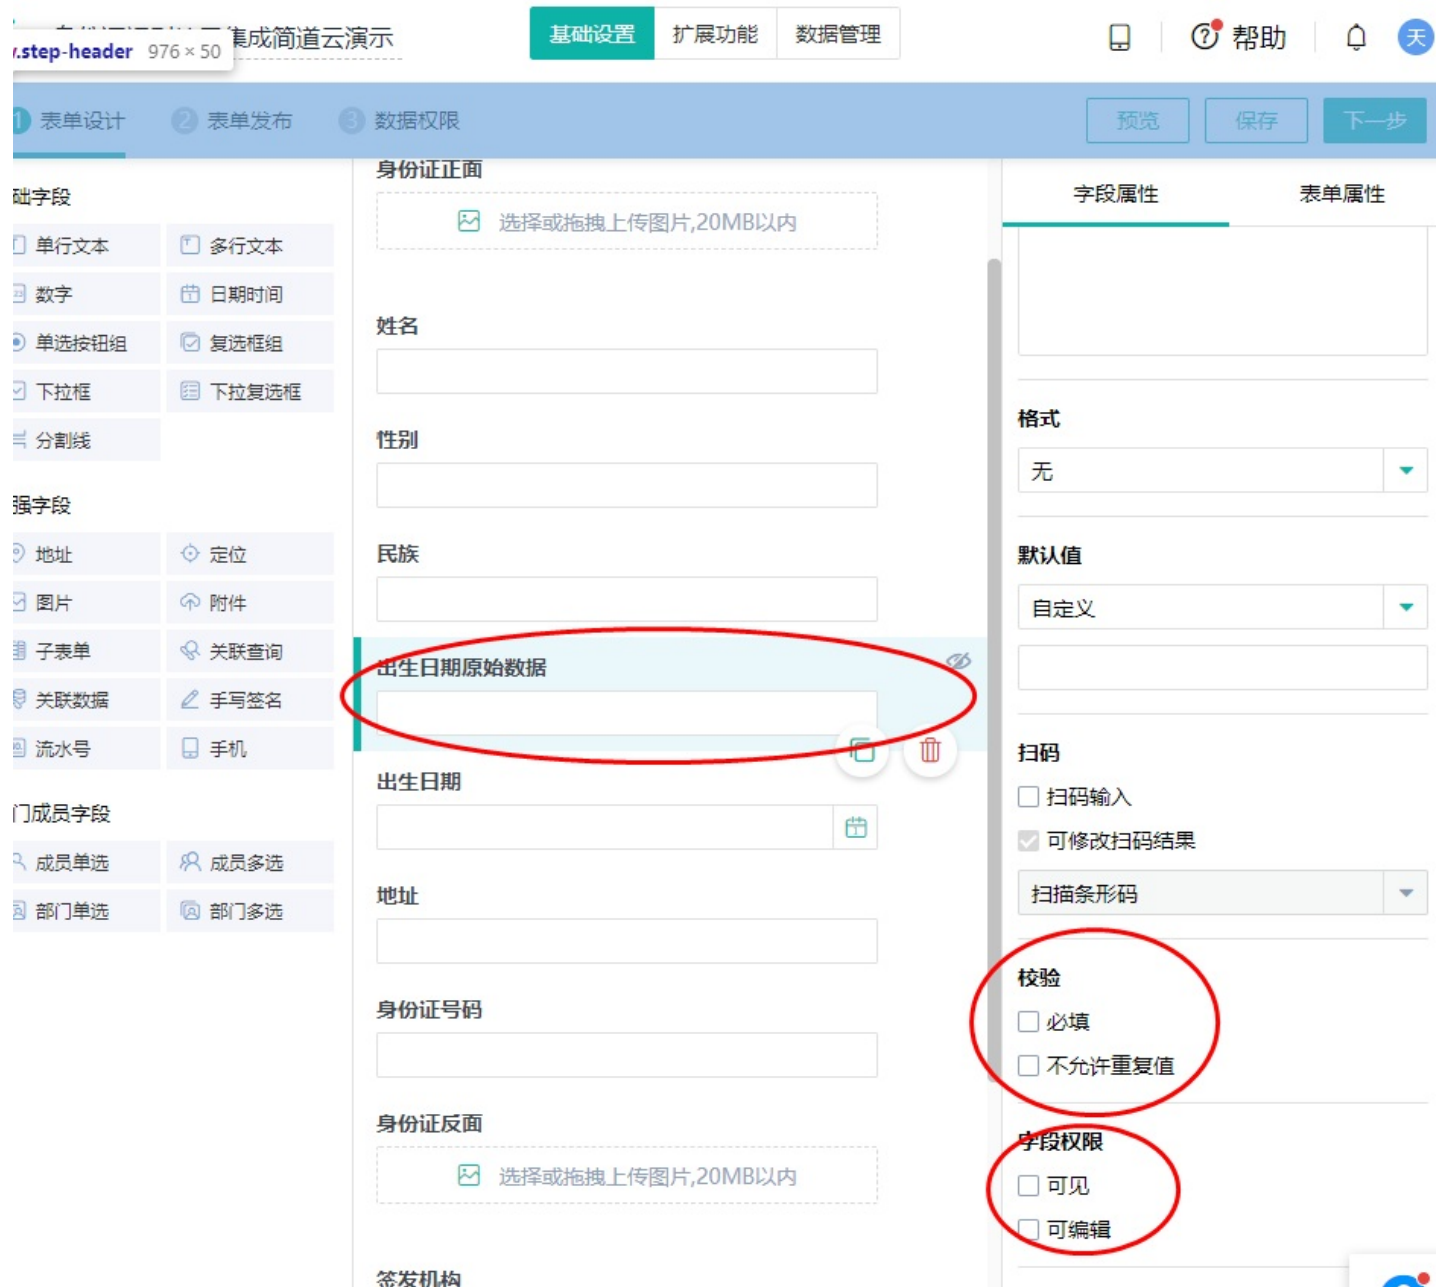 集成简道云演示
.step-header 976 × 50
基础设置 扩展功能 数据管理
帮助
天
1 表单设计 2 表单发布 3 数据权限
预览 保存 下一步
础字段
单行文本 多行文本
数字 日期时间
单选按钮组 复选框组
下拉框 下拉复选框
分割线
强字段
地址 定位
图片 附件
子表单 关联查询
关联数据 手写签名
流水号 手机
门成员字段
成员单选 成员多选
部门单选 部门多选
身份证正面
选择或拖拽上传图片,20MB以内
姓名
性别
民族
出生日期原始数据
出生日期
地址
身份证号码
身份证反面
选择或拖拽上传图片,20MB以内
签发机构
字段属性 表单属性
格式
无
默认值
自定义
扫码
扫码输入
可修改扫码结果
扫描条形码
校验
必填
不允许重复值
字段权限
可见
可编辑